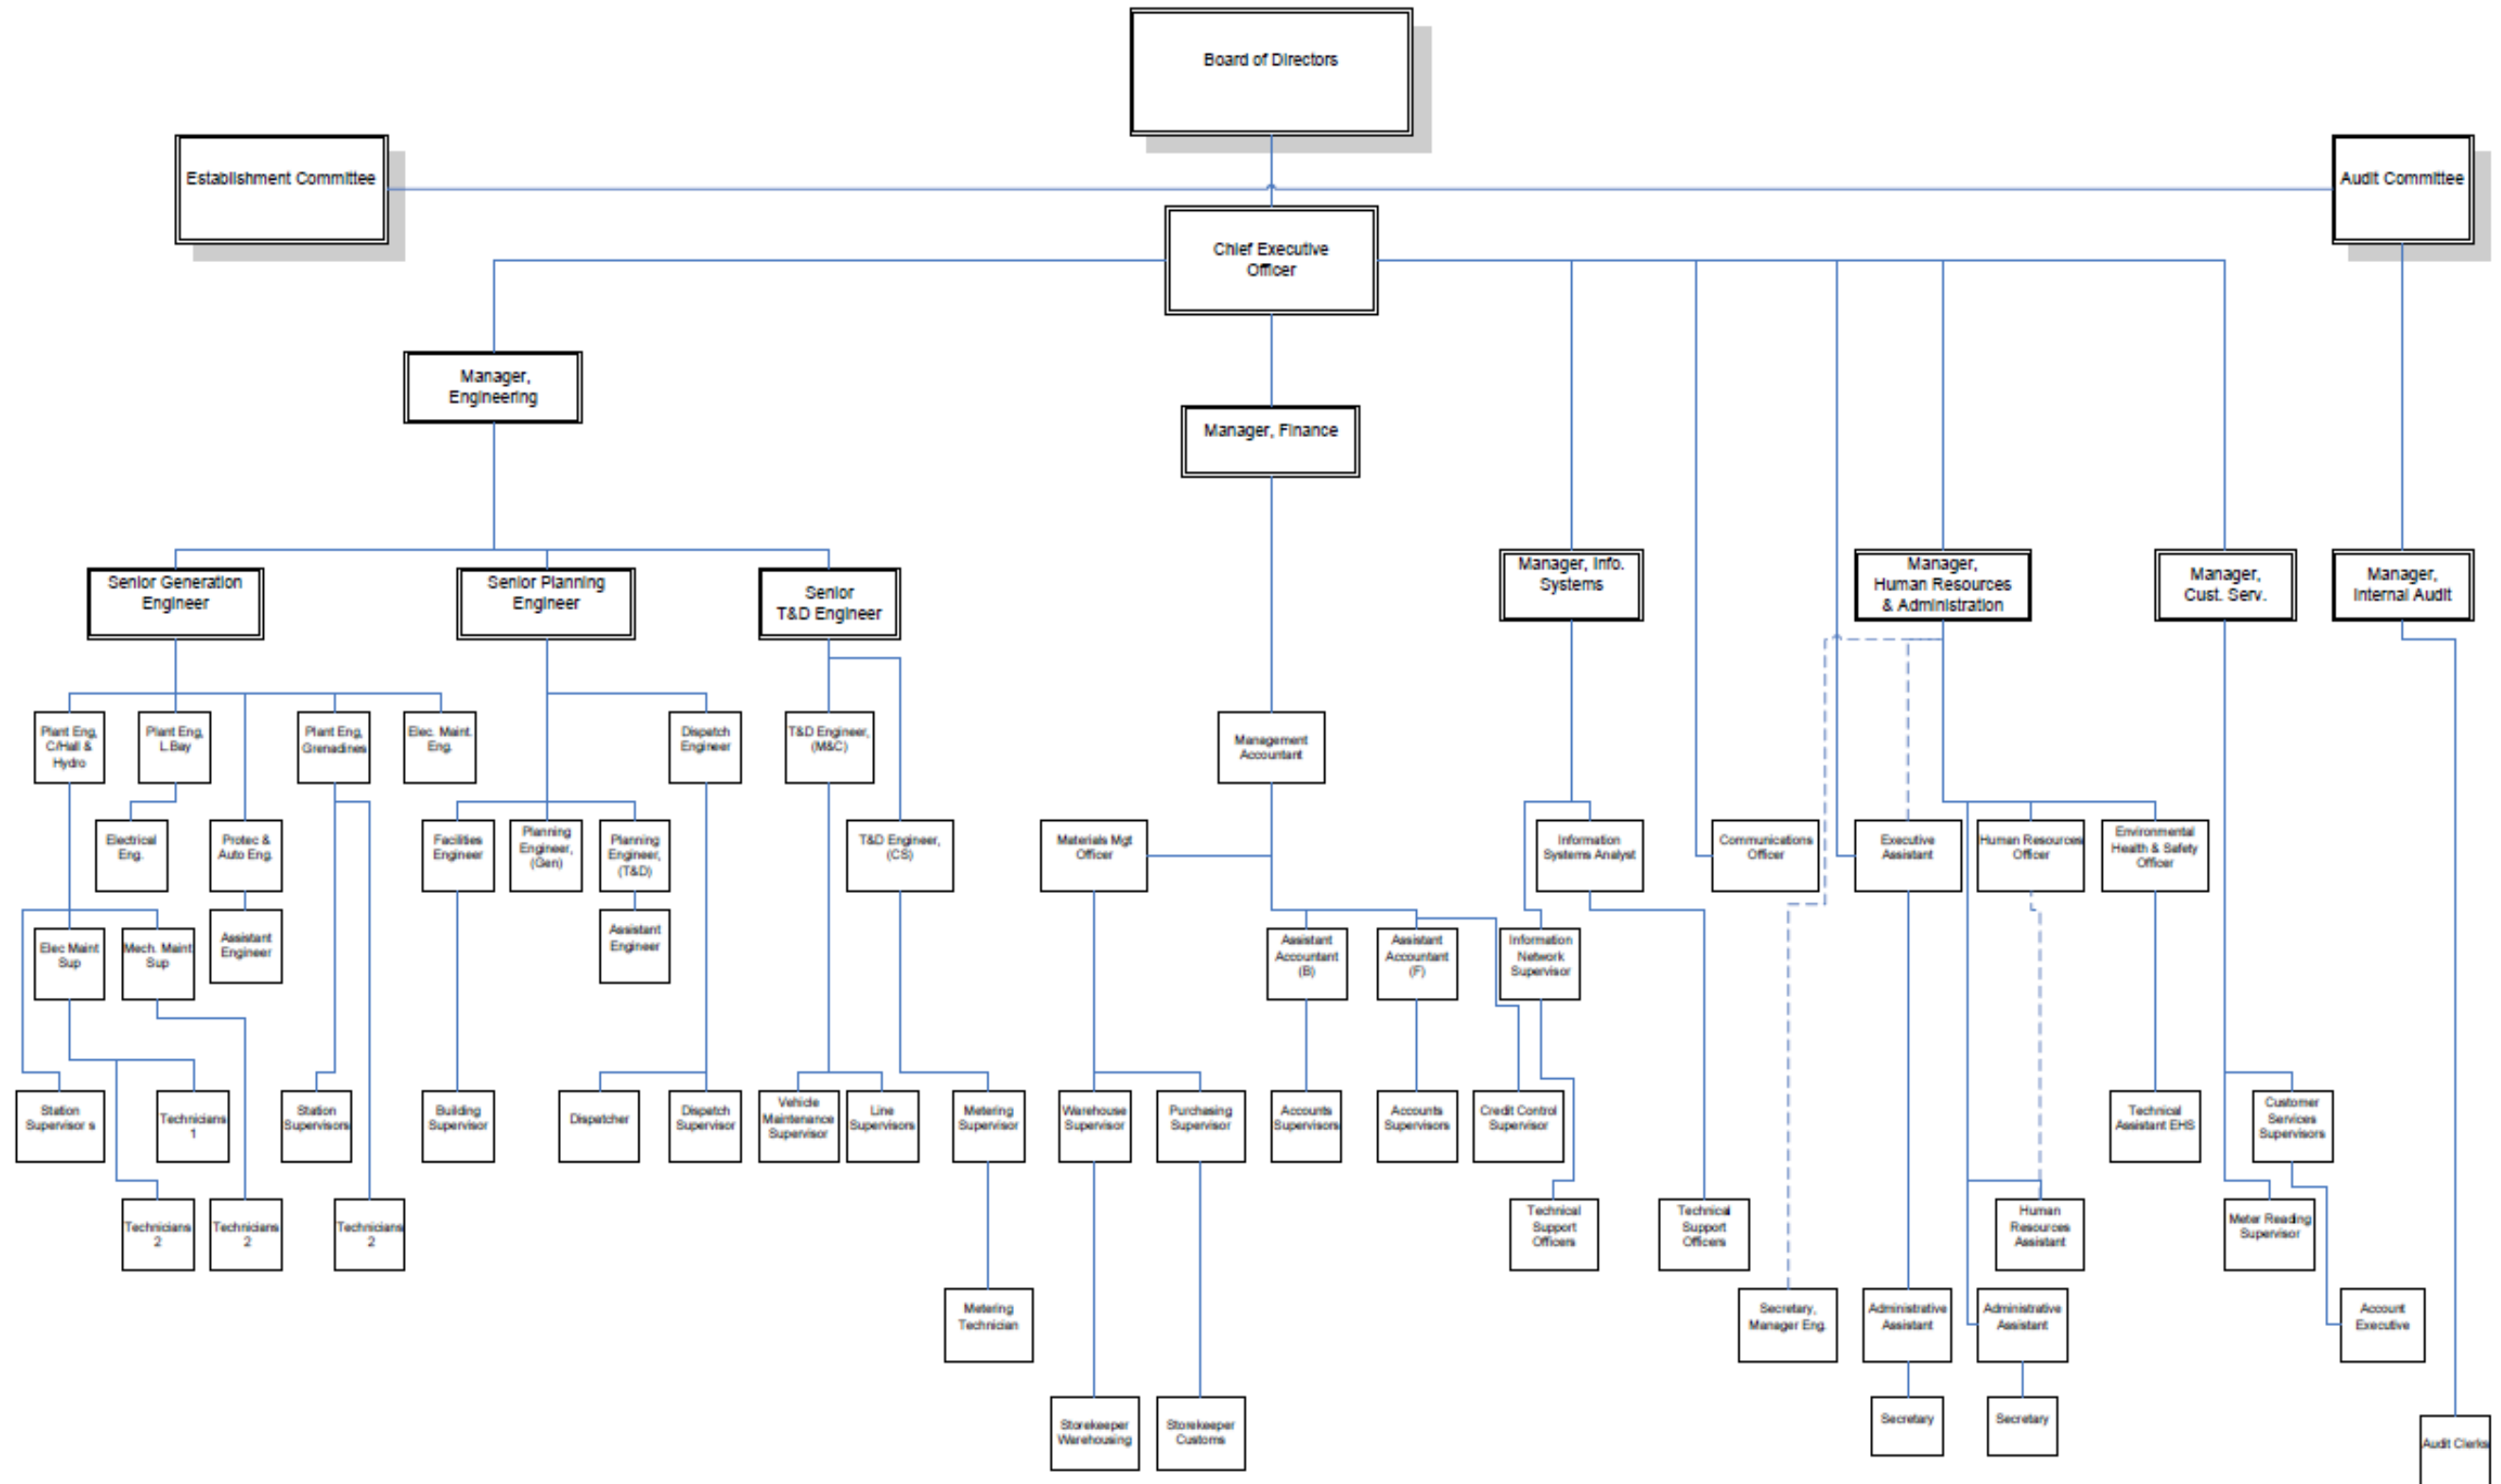 Board of Directors
Establishment Committee
Audit Committee
Chief Executive
Officer
Manager,
Engineering
Manager, Finance
Senior Generation
Engineer
Senior Planning
Engineer
Senior
T&D Engineer
Manager, Info.
Systems
Manager,
Human Resources
& Administration
Manager,
Cust. Serv.
Manager,
Internal Audit
Plant Eng,
C/Hall &
Hydro
Plant Eng,
L.Bay
Plant Eng,
Grenadines
Elec. Maint.
Eng.
Dispatch
Engineer
T&D Engineer,
(M&C)
Management
Accountant
Electrical
Eng.
Protec &
Auto Eng.
Facilities
Engineer
Planning
Engineer,
(Gen)
Planning
Engineer,
(T&D)
T&D Engineer,
(CS)
Materials Mgt
Officer
Information
Systems Analyst
Communications
Officer
Executive
Assistant
Human Resources
Officer
Environmental
Health & Safety
Officer
Elec Maint
Sup
Mech. Maint
Sup
Assistant
Engineer
Assistant
Engineer
Assistant
Accountant
(B)
Assistant
Accountant
(F)
Information
Network
Supervisor
Station
Supervisor s
Technicians
1
Station
Supervisors
Building
Supervisor
Dispatcher
Dispatch
Supervisor
Vehicle
Maintenance
Supervisor
Line
Supervisors
Metering
Supervisor
Warehouse
Supervisor
Purchasing
Supervisor
Accounts
Supervisors
Accounts
Supervisors
Credit Control
Supervisor
Technical
Assistant EHS
Customer
Services
Supervisors
Technicians
2
Technicians
2
Technicians
2
Technical
Support
Officers
Technical
Support
Officers
Human
Resources
Assistant
Meter Reading
Supervisor
Metering
Technician
Secretary,
Manager Eng.
Administrative
Assistant
Administrative
Assistant
Account
Executive
Storekeeper
Warehousing
Storekeeper
Customs
Secretary
Secretary
Audit Clerks